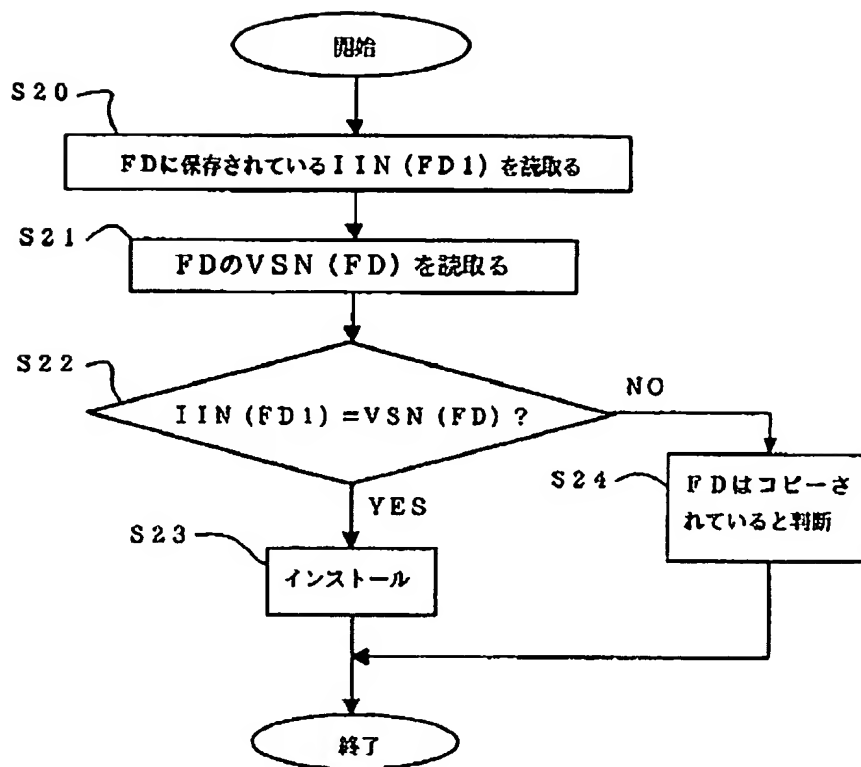 開始
S20
FDに保存されているIIN(FD1)を読取る
S21
FDのVSN(FD)を読取る
S22
IIN(FD1)=VSN(FD)?
NO
YES
S24
FDはコピーさ
れていると判断
S23
インストール
終了